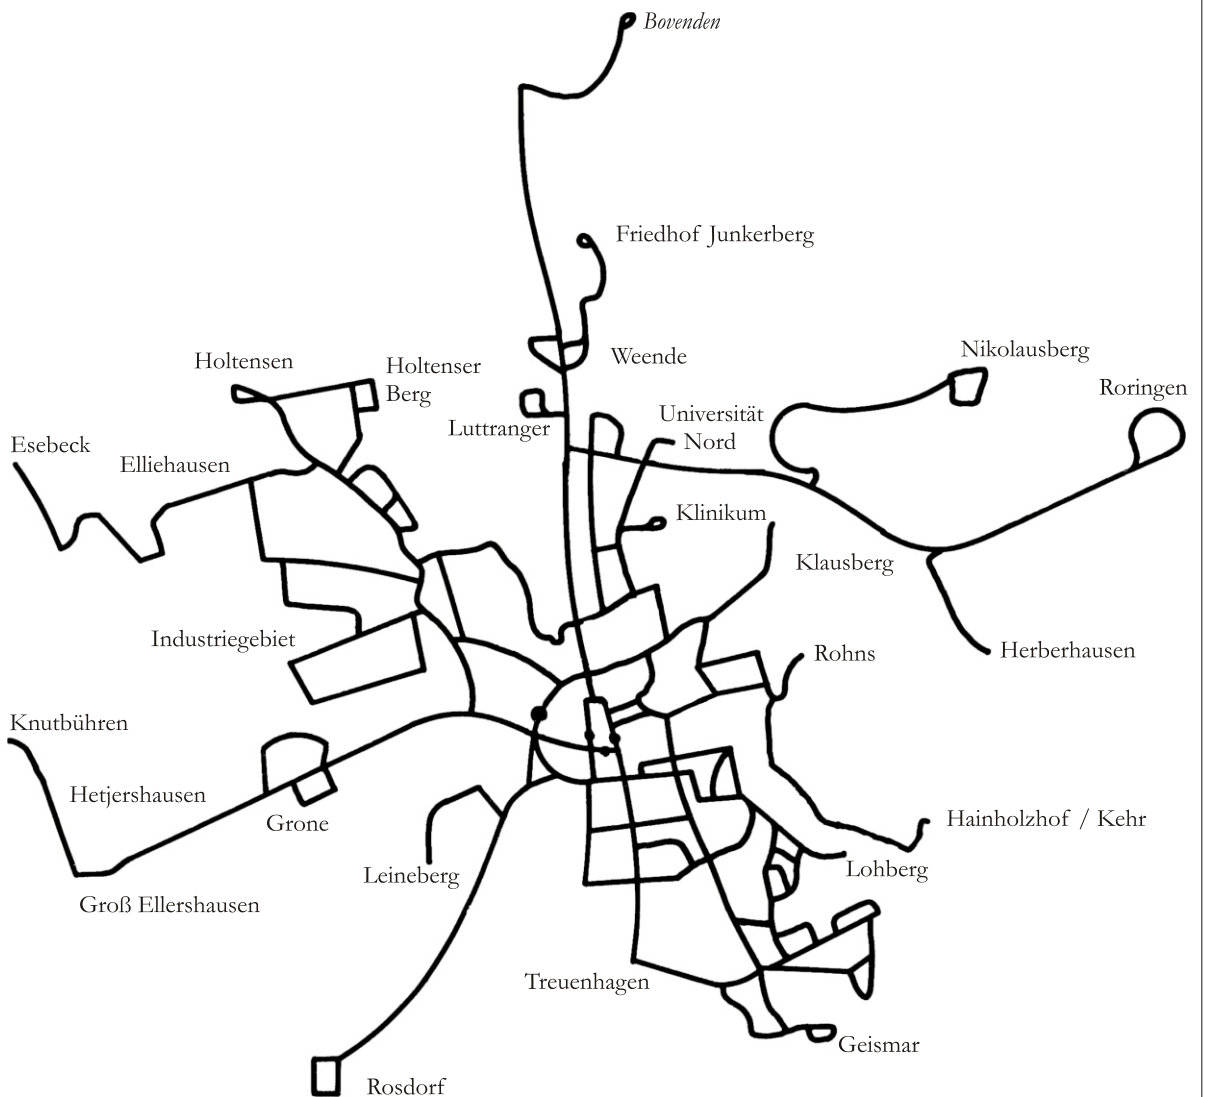 Bovenden
Friedhof Junkerberg
Weende
Nikolausberg
Holtensen
Holtenser
Berg
Roringen
Universität
Nord
Luttranger
Esebeck
Elliehausen
Klinikum
Klausberg
Industriegebiet
Rohns
Herberhausen
Knutbühren
Hetjershausen
Grone
Hainholzhof / Kehr
Leineberg
Lohberg
Groß Ellershausen
Treuenhagen
Geismar
Rosdorf